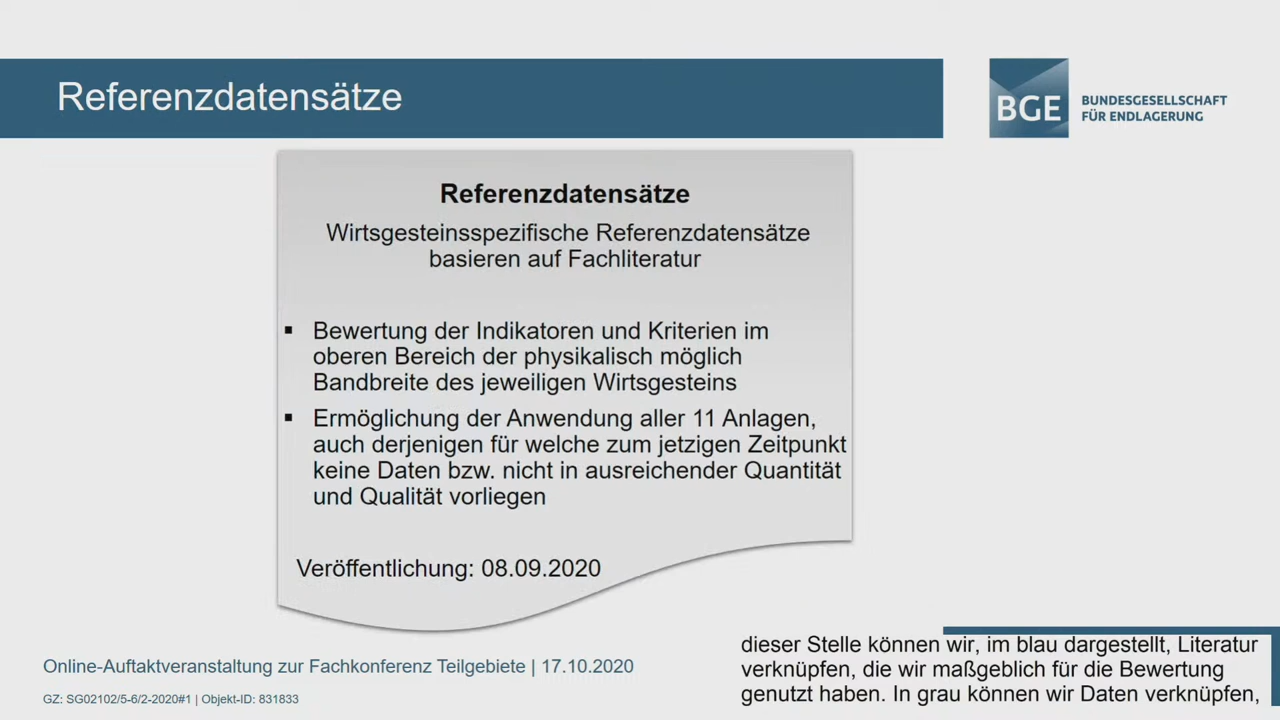 Referenzdatensätze
BGE
BUNDESGESELLSCHAFT
FÜR ENDLAGERUNG
Referenzdatensätze
Wirtsgesteinsspezifische Referenzdatensätze
basieren auf Fachliteratur
▪ Bewertung der Indikatoren und Kriterien im
oberen Bereich der physikalisch möglich
Bandbreite des jeweiligen Wirtsgesteins
▪ Ermöglichung der Anwendung aller 11 Anlagen,
auch derjenigen für welche zum jetzigen Zeitpunkt
keine Daten bzw. nicht in ausreichender Quantität
und Qualität vorliegen
Veröffentlichung: 08.09.2020
Online-Auftaktveranstaltung zur Fachkonferenz Teilgebiete | 17.10.2020
GZ: SG02102/5-6/2-2020#1 | Objekt-ID: 831833
dieser Stelle können wir, im blau dargestellt, Literatur
verknüpfen, die wir maßgeblich für die Bewertung
genutzt haben. In grau können wir Daten verknüpfen,